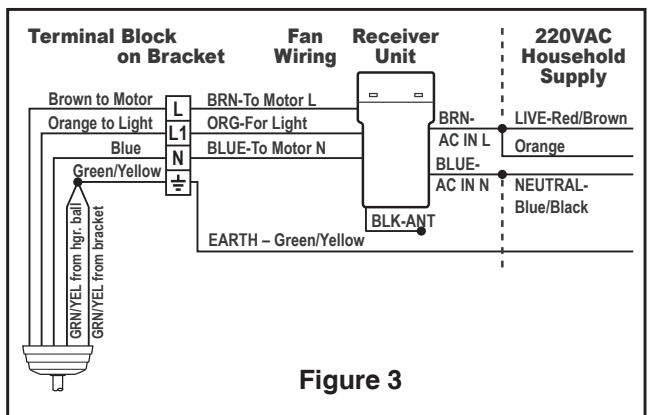 Terminal Block
on Bracket
Fan
Wiring
Receiver
Unit
220VAC
Household
Supply
Brown to Motor
L
BRN-To Motor L
Orange to Light
L1
ORG-For Light
Blue
N
BLUE-To Motor N
Green/Yellow
BRN-
AC IN L
LIVE-Red/Brown
Orange
BLUE-
AC IN N
NEUTRAL-
Blue/Black
BLK-ANT
EARTH – Green/Yellow
GRN/YEL from hgr. ball
GRN/YEL from bracket
Figure 3